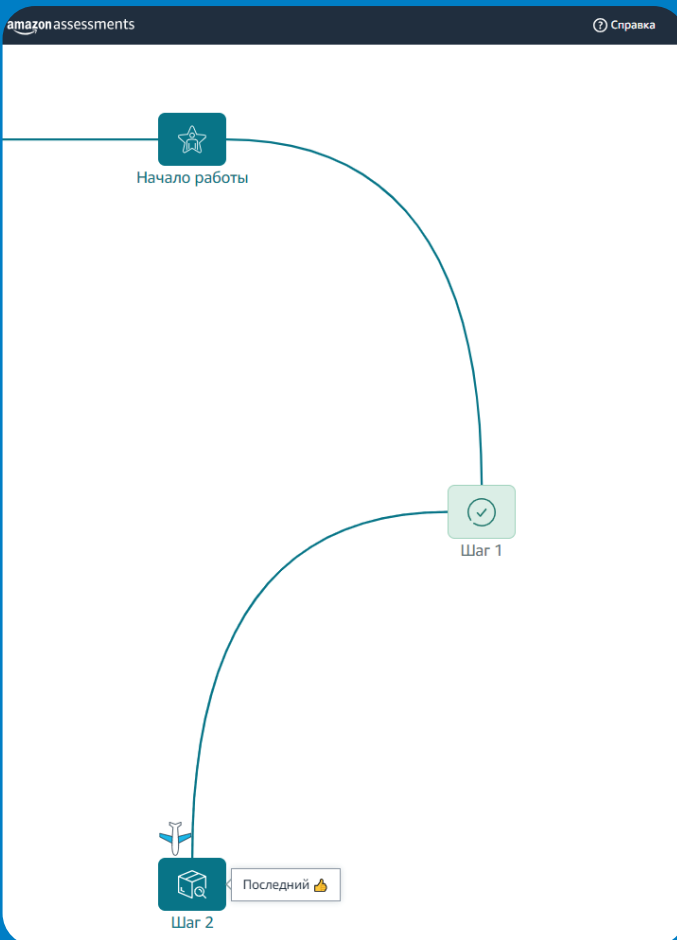 amazon assessments
Справка
Начало работы
Шаг 1
Последний 👍
Шаг 2